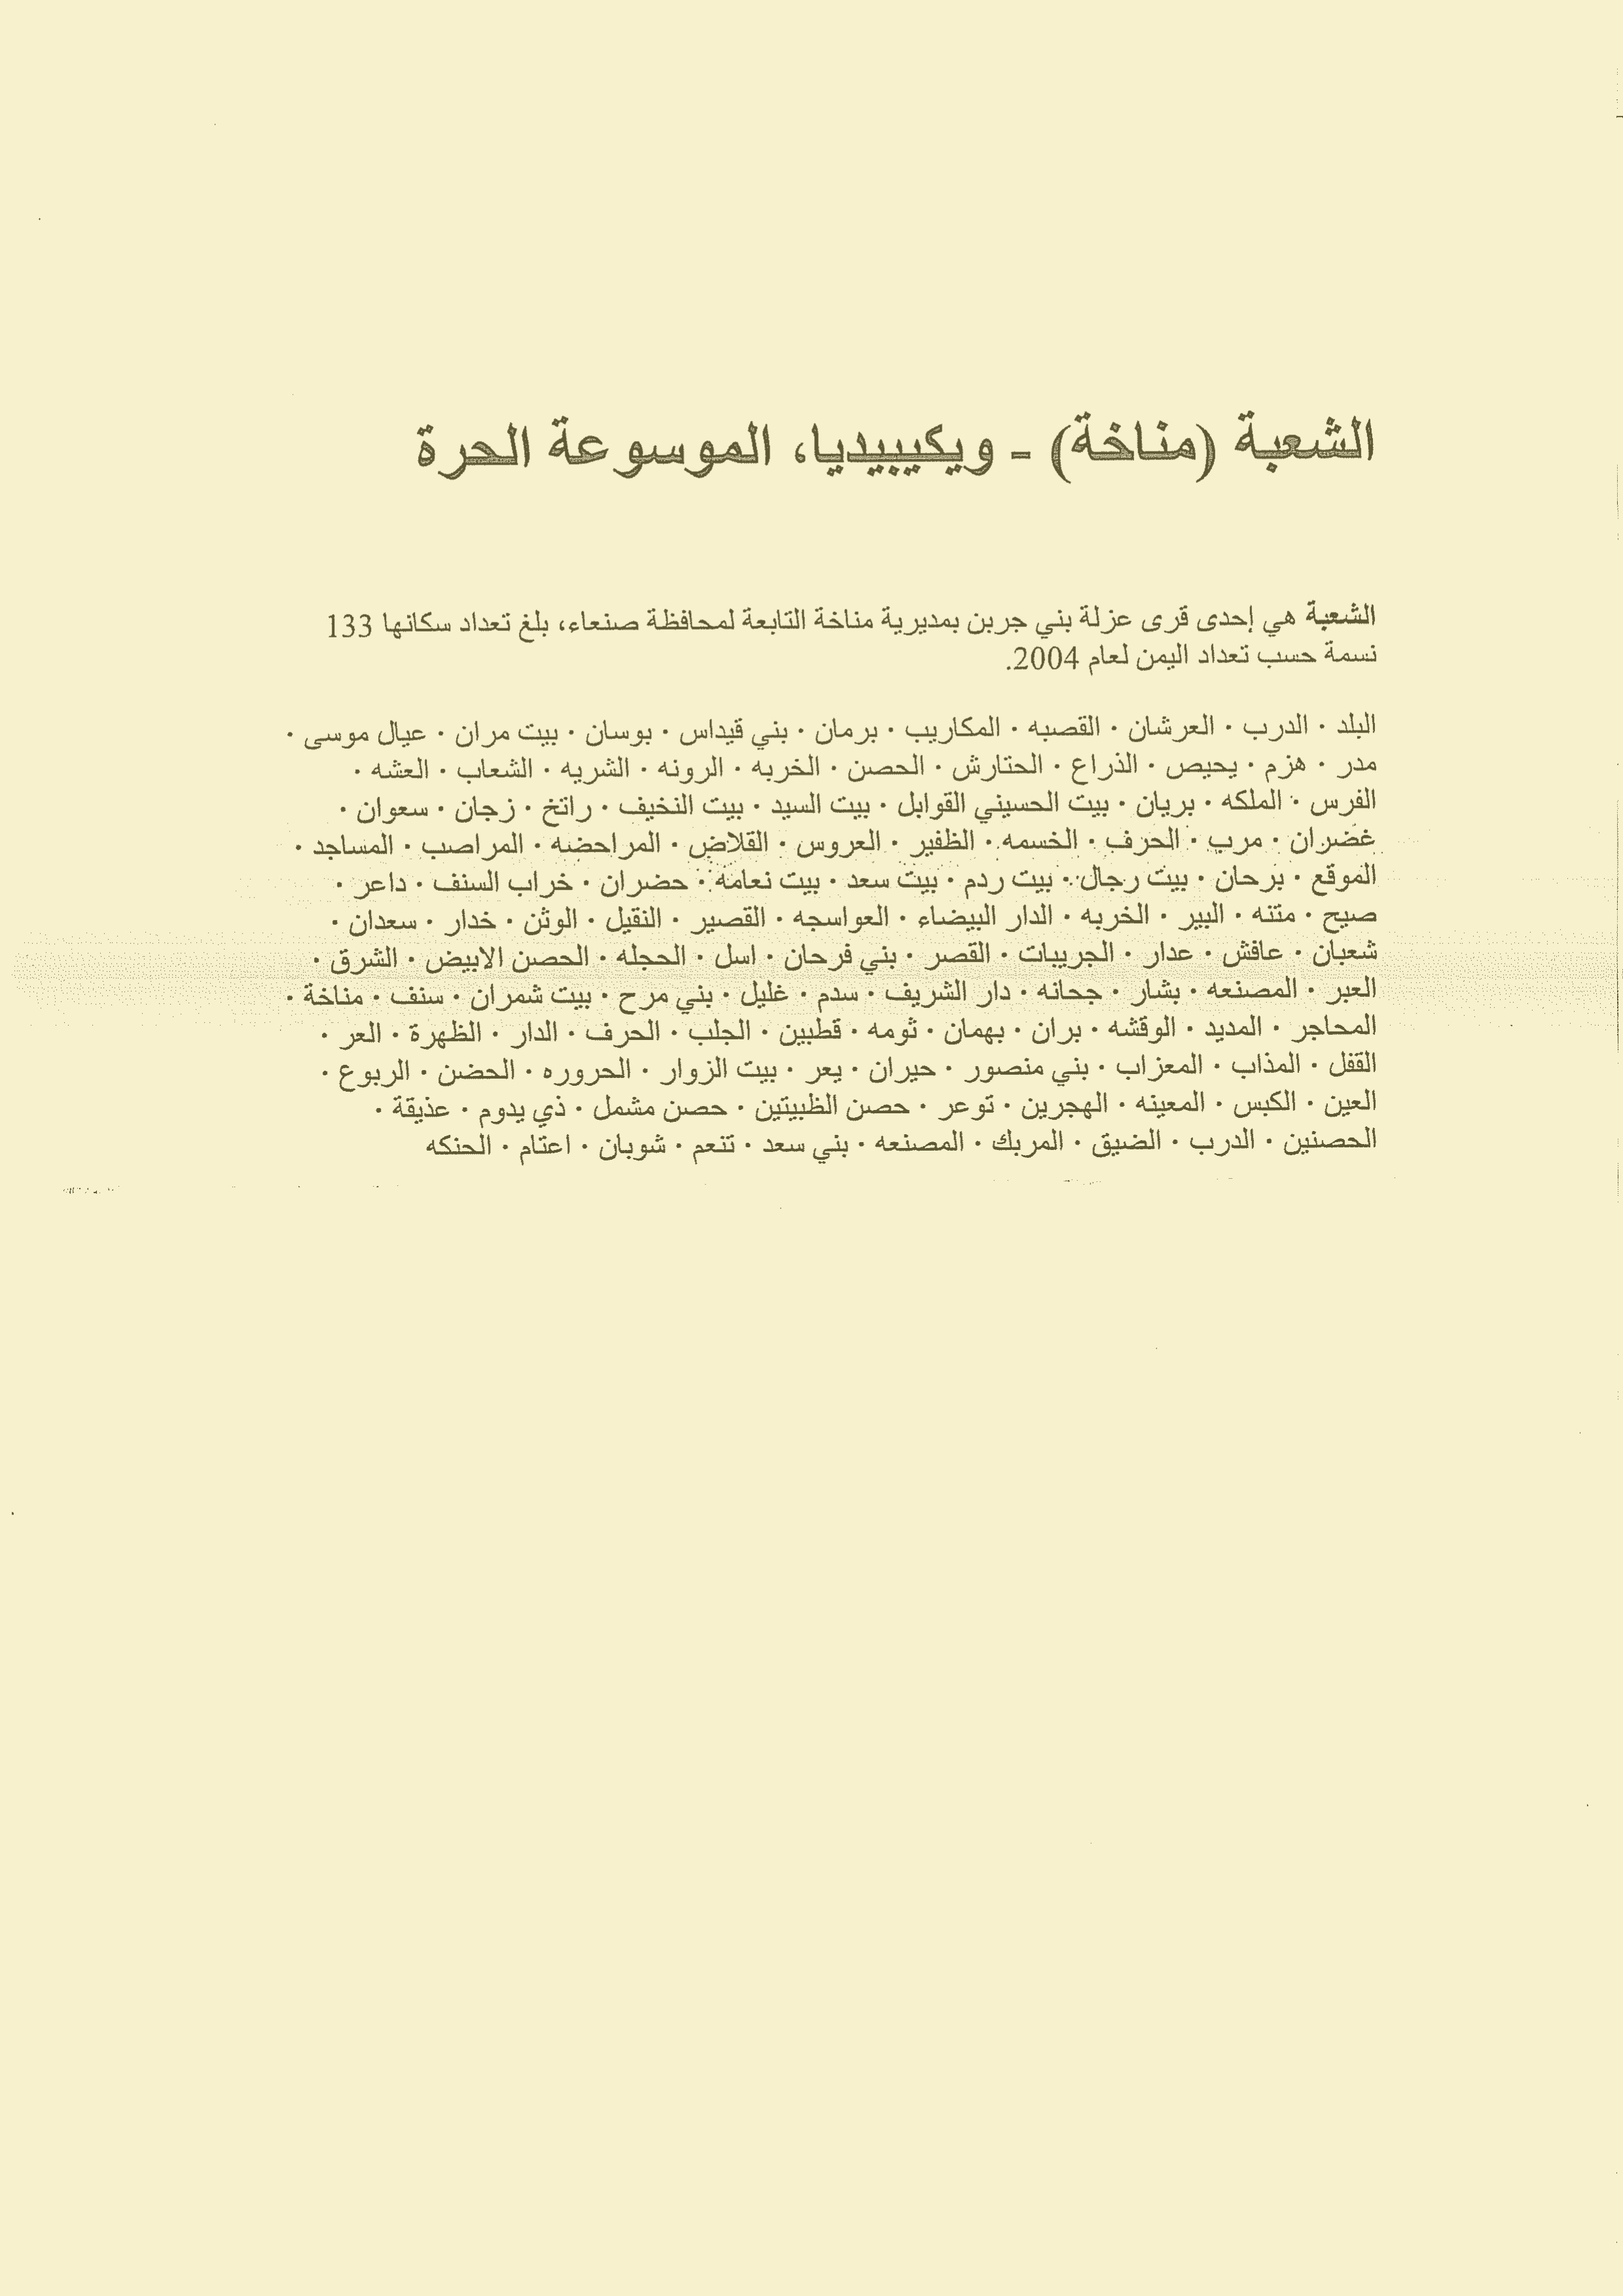 الشعبة (مناخة) - ويكيبيديا، الموسوعة الحرة
الشعبة هي إحدى قرى عزلة بني جربن بمديرية مناخة التابعة لمحافظة صنعاء، بلغ تعداد سكانها 133
نسمة حسب تعداد اليمن لعام 2004.
البلد · الدرب · العرشان · القصبه · المكاريب · برمان · بني قيداس · بوسان · بيت مران · عيال موسى ·
مدر · هزم · يحيص · الذراع · الحتارش · الحصن · الخربه · الرونه · الشريه · الشعاب · العشه ·
الفرس · الملكه · بريان · بيت الحسيني القوابل · بيت السيد · بيت النخيف · راتخ · زجان · سعوان ·
غضران · مرب · الحرف · الخسمه · الظفير · العروس · القلاض · المراحضه · المراصب · المساجد ·
الموقع · برحان · بيت رجال · بيت ردم · بيت سعد · بيت نعامه · حضران · خراب السنف · داعر ·
صيح · متنه · البير · الخربه · الدار البيضاء · العواسجه · القصير · النقيل · الوثن · خدار · سعدان ·
شعبان · عافش · عدار · الجريبات · القصر · بني فرحان · اسل · الحجله · الحصن الابيض · الشرق ·
العبر · المصنعه · بشار · جحانه · دار الشريف · سدم · غليل · بني مرح · بيت شمران · سنف · مناخة ·
المحاجر · المديد · الوقشه · بران · بهمان · ثومه · قطبين · الجلب · الحرف · الدار · الظهرة · العر ·
القفل · المذاب · المعزاب · بني منصور · حيران · يعر · بيت الزوار · الحروره · الحضن · الربوع ·
العين · الكبس · المعينه · الهجرين · توعر · حصن الظبيتين · حصن مشمل · ذي يدوم · عذيقة ·
الحصنين · الدرب · الضيق · المربك · المصنعه · بني سعد · تنعم · شوبان · اعتام · الحنكه